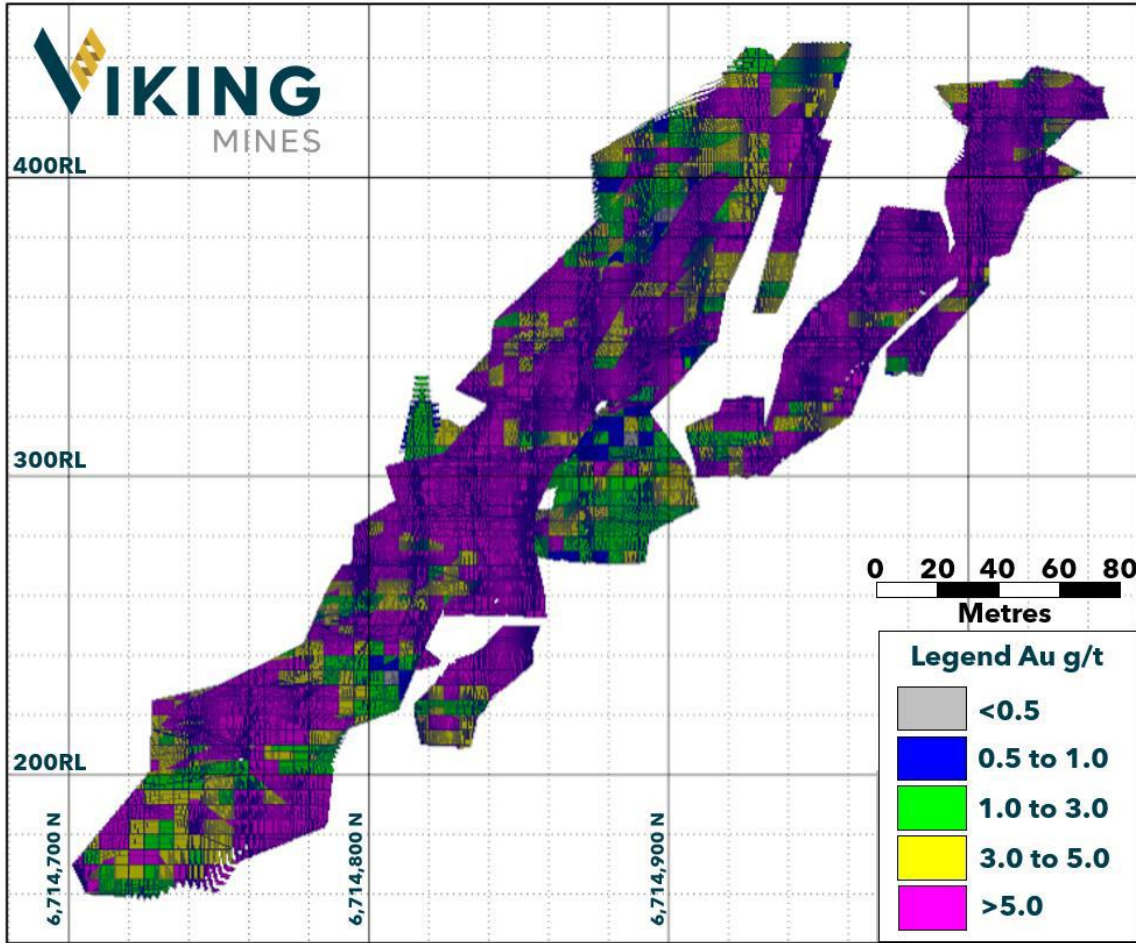 VIKING
MINES
400RL
300RL
200RL
6,714,700 N
6,714,800 N
6,714,900 N
0 20 40 60 80
Metres
Legend Au g/t
<0.5
0.5 to 1.0
1.0 to 3.0
3.0 to 5.0
>5.0